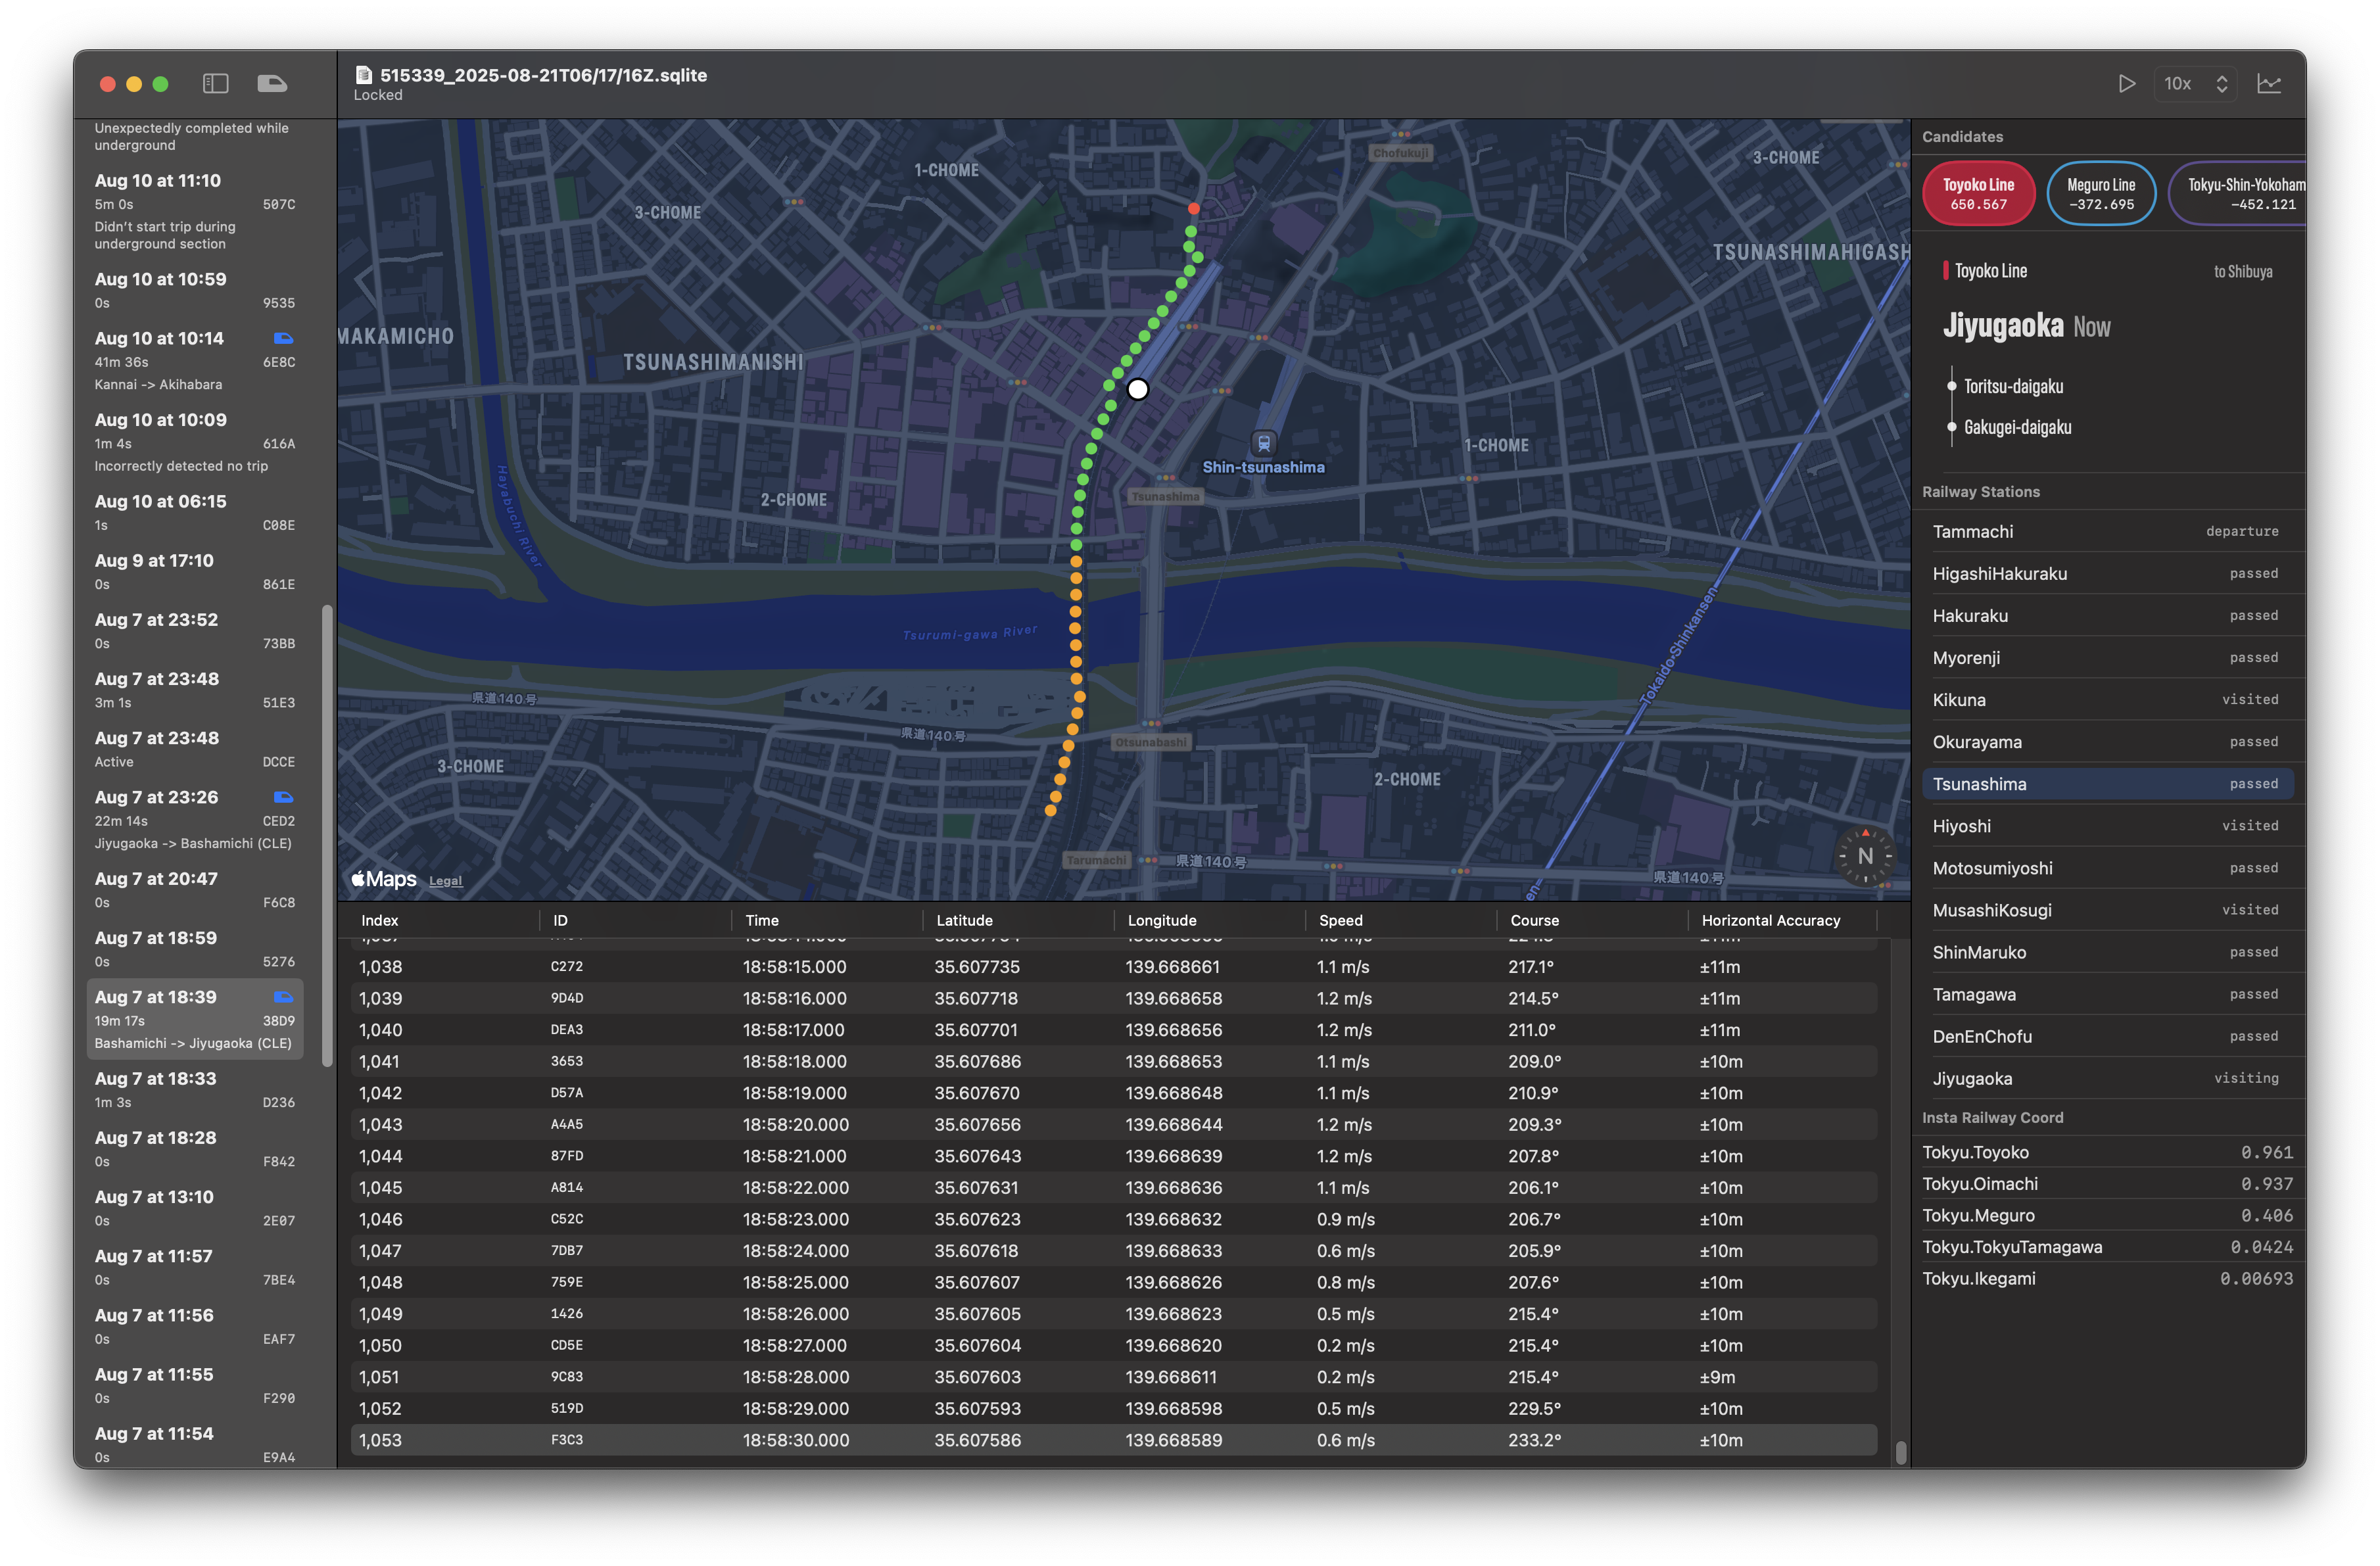 515339_2025-08-21T06/17/16Z.sqlite
Locked
10x
Unexpectedly completed while
underground
Aug 10 at 11:10
5m 0s 507C
Didn’t start trip during
underground section
Aug 10 at 10:59
0s 9535
Aug 10 at 10:14
41m 36s 6E8C
Kannai -> Akihabara
Aug 10 at 10:09
1m 4s 616A
Incorrectly detected no trip
Aug 10 at 06:15
1s C08E
Aug 9 at 17:10
0s 861E
Aug 7 at 23:52
0s 73BB
Aug 7 at 23:48
3m 1s 51E3
Aug 7 at 23:48
Active DCCE
Aug 7 at 23:26
22m 14s CED2
Jiyugaoka -> Bashamichi (CLE)
Aug 7 at 20:47
0s F6C8
Aug 7 at 18:59
0s 5276
Aug 7 at 18:39
19m 17s 38D9
Bashamichi -> Jiyugaoka (CLE)
Aug 7 at 18:33
1m 3s D236
Aug 7 at 18:28
0s F842
Aug 7 at 13:10
0s 2E07
Aug 7 at 11:57
0s 7BE4
Aug 7 at 11:56
0s EAF7
Aug 7 at 11:55
0s F290
Aug 7 at 11:54
0s E9A4
Chofukuji
1-CHOME
3-CHOME
3-CHOME
TSUNASHIMAHIGASH
MAKAMICHO
TSUNASHIMANISHI
1-CHOME
Shin-tsunashima
2-CHOME
Tsunashima
Hayabuchi River
Tsurumi-gawa River
Tokaido-Shinkansen
県道140号
県道140号
Otsunabashi
3-CHOME
2-CHOME
Tarumachi
県道140号
県道140号
en
N
Maps
Legal
Index ID Time Latitude Longitude Speed Course Horizontal Accuracy
1,038 C272 18:58:15.000 35.607735 139.668661 1.1 m/s 217.1° ±11m
1,039 9D4D 18:58:16.000 35.607718 139.668658 1.2 m/s 214.5° ±11m
1,040 DEA3 18:58:17.000 35.607701 139.668656 1.2 m/s 211.0° ±11m
1,041 3653 18:58:18.000 35.607686 139.668653 1.1 m/s 209.0° ±10m
1,042 D57A 18:58:19.000 35.607670 139.668648 1.1 m/s 210.9° ±10m
1,043 A4A5 18:58:20.000 35.607656 139.668644 1.2 m/s 209.3° ±10m
1,044 87FD 18:58:21.000 35.607643 139.668639 1.2 m/s 207.8° ±10m
1,045 A814 18:58:22.000 35.607631 139.668636 1.1 m/s 206.1° ±10m
1,046 C52C 18:58:23.000 35.607623 139.668632 0.9 m/s 206.7° ±10m
1,047 7DB7 18:58:24.000 35.607618 139.668633 0.6 m/s 205.9° ±10m
1,048 759E 18:58:25.000 35.607607 139.668626 0.8 m/s 207.6° ±10m
1,049 1426 18:58:26.000 35.607605 139.668623 0.5 m/s 215.4° ±10m
1,050 CD5E 18:58:27.000 35.607604 139.668620 0.2 m/s 215.4° ±10m
1,051 9C83 18:58:28.000 35.607603 139.668611 0.2 m/s 215.4° ±9m
1,052 519D 18:58:29.000 35.607593 139.668598 0.5 m/s 229.5° ±10m
1,053 F3C3 18:58:30.000 35.607586 139.668589 0.6 m/s 233.2° ±10m
Candidates
Toyoko Line
650.567
Meguro Line
−372.695
Tokyu-Shin-Yokoham
−452.121
Toyoko Line to Shibuya
Jiyugaoka Now
Toritsu-daigaku
Gakugei-daigaku
Railway Stations
Tammachi departure
HigashiHakuraku passed
Hakuraku passed
Myorenji passed
Kikuna visited
Okurayama passed
Tsunashima passed
Hiyoshi visited
Motosumiyoshi passed
MusashiKosugi visited
ShinMaruko passed
Tamagawa passed
DenEnChofu passed
Jiyugaoka visiting
Insta Railway Coord
Tokyu.Toyoko 0.961
Tokyu.Oimachi 0.937
Tokyu.Meguro 0.406
Tokyu.TokyuTamagawa 0.0424
Tokyu.Ikegami 0.00693